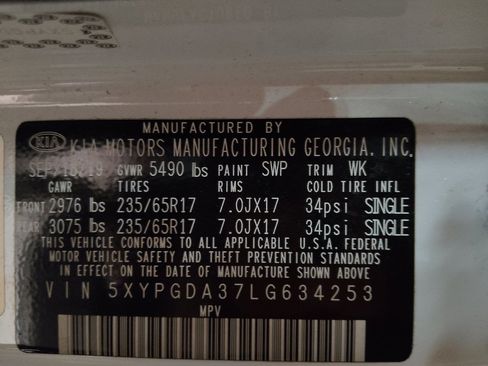 MANUFACTURED BY
KIA KIA MOTORS MANUFACTURING GEORGIA, INC.
GVWR 5490 lbs PAINT SWP TRIM WK
GAWR TIRES RIMS COLD TIRE INFL
FRONT 2976 lbs 235/65R17 7.0JX17 34psi SINGLE
REAR 3075 lbs 235/65R17 7.0JX17 34psi SINGLE
THIS VEHICLE CONFORMS TO ALL APPLICABLE U.S.A. FEDERAL
MOTOR VEHICLE SAFETY AND THEFT PREVENTION STANDARDS
IN EFFECT ON THE DATE OF MANUFACTURE SHOWN ABOVE
VIN 5XYPGDA37LG634253
MPV